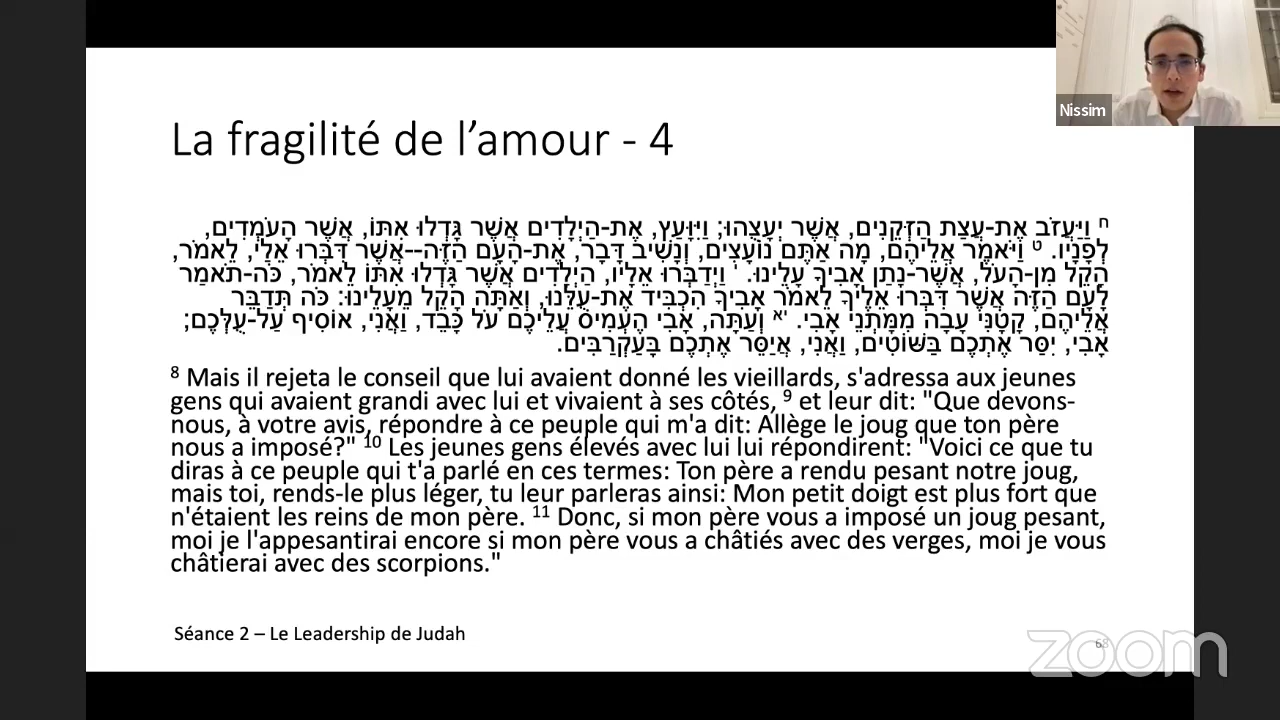 Nissim
La fragilité de l’amour - 4
ח וַיַּעֲזֹב אֶת-עֲצַת הַזְּקֵנִים, אֲשֶׁר יְעָצֻהוּ; וַיִּוָּעַץ, אֶת-הַיְלָדִים אֲשֶׁר גָּדְלוּ אִתּוֹ, אֲשֶׁר הָעֹמְדִים,
לְפָנָיו. ט וַיֹּאמֶר אֲלֵיהֶם, מָה אַתֶּם נוֹעָצִים, וְנָשִׁיב דָּבָר, אֶת-הָעָם הַזֶּה--אֲשֶׁר דִּבְּרוּ אֵלַי, לֵאמֹר,
הָקֵל מִן-הָעֹל, אֲשֶׁר-נָתַן אָבִיךָ עָלֵינוּ. י וַיְדַבְּרוּ אֵלָיו, הַיְלָדִים אֲשֶׁר גָּדְלוּ אִתּוֹ לֵאמֹר, כֹּה-תֹאמַר
לָעָם הַזֶּה אֲשֶׁר דִּבְּרוּ אֵלֶיךָ לֵאמֹר אָבִיךָ הִכְבִּיד אֶת-עֻלֵּנוּ, וְאַתָּה הָקֵל מֵעָלֵינוּ: כֹּה תְּדַבֵּר
אֲלֵיהֶם, קָטָנִּי עָבָה מִמָּתְנֵי אָבִי. יא וְעַתָּה, אָבִי הֶעְמִיס עֲלֵיכֶם עֹל כָּבֵד, וַאֲנִי, אוֹסִיף עַל-עֻלְּכֶם;
אָבִי, יִסַּר אֶתְכֶם בַּשּׁוֹטִים, וַאֲנִי, אֲיַסֵּר אֶתְכֶם בָּעַקְרַבִּים.
8 Mais il rejeta le conseil que lui avaient donné les vieillards, s'adressa aux jeunes
gens qui avaient grandi avec lui et vivaient à ses côtés, 9 et leur dit: "Que devons-
nous, à votre avis, répondre à ce peuple qui m'a dit: Allège le joug que ton père
nous a imposé?" 10 Les jeunes gens élevés avec lui lui répondirent: "Voici ce que tu
diras à ce peuple qui t'a parlé en ces termes: Ton père a rendu pesant notre joug,
mais toi, rends-le plus léger, tu leur parleras ainsi: Mon petit doigt est plus fort que
n'étaient les reins de mon père. 11 Donc, si mon père vous a imposé un joug pesant,
moi je l'appesantirai encore si mon père vous a châtiés avec des verges, moi je vous
châtierai avec des scorpions."
Séance 2 – Le Leadership de Judah
zoom